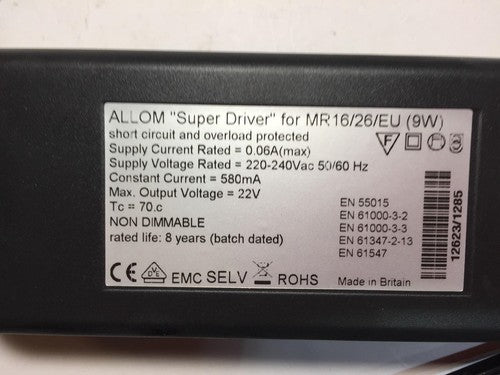 ALLOM "Super Driver" for MR16/26/EU (9W)
short circuit and overload protected
Supply Current Rated = 0.06A(max)
Supply Voltage Rated = 220-240Vac 50/60 Hz
Constant Current = 580mA
Max. Output Voltage = 22V
Tc = 70.c
NON DIMMABLE
rated life: 8 years (batch dated)
F
EN 55015
EN 61000-3-2
EN 61000-3-3
EN 61347-2-13
EN 61547
12623/1285
CE EMC SELV ROHS
Made in Britain